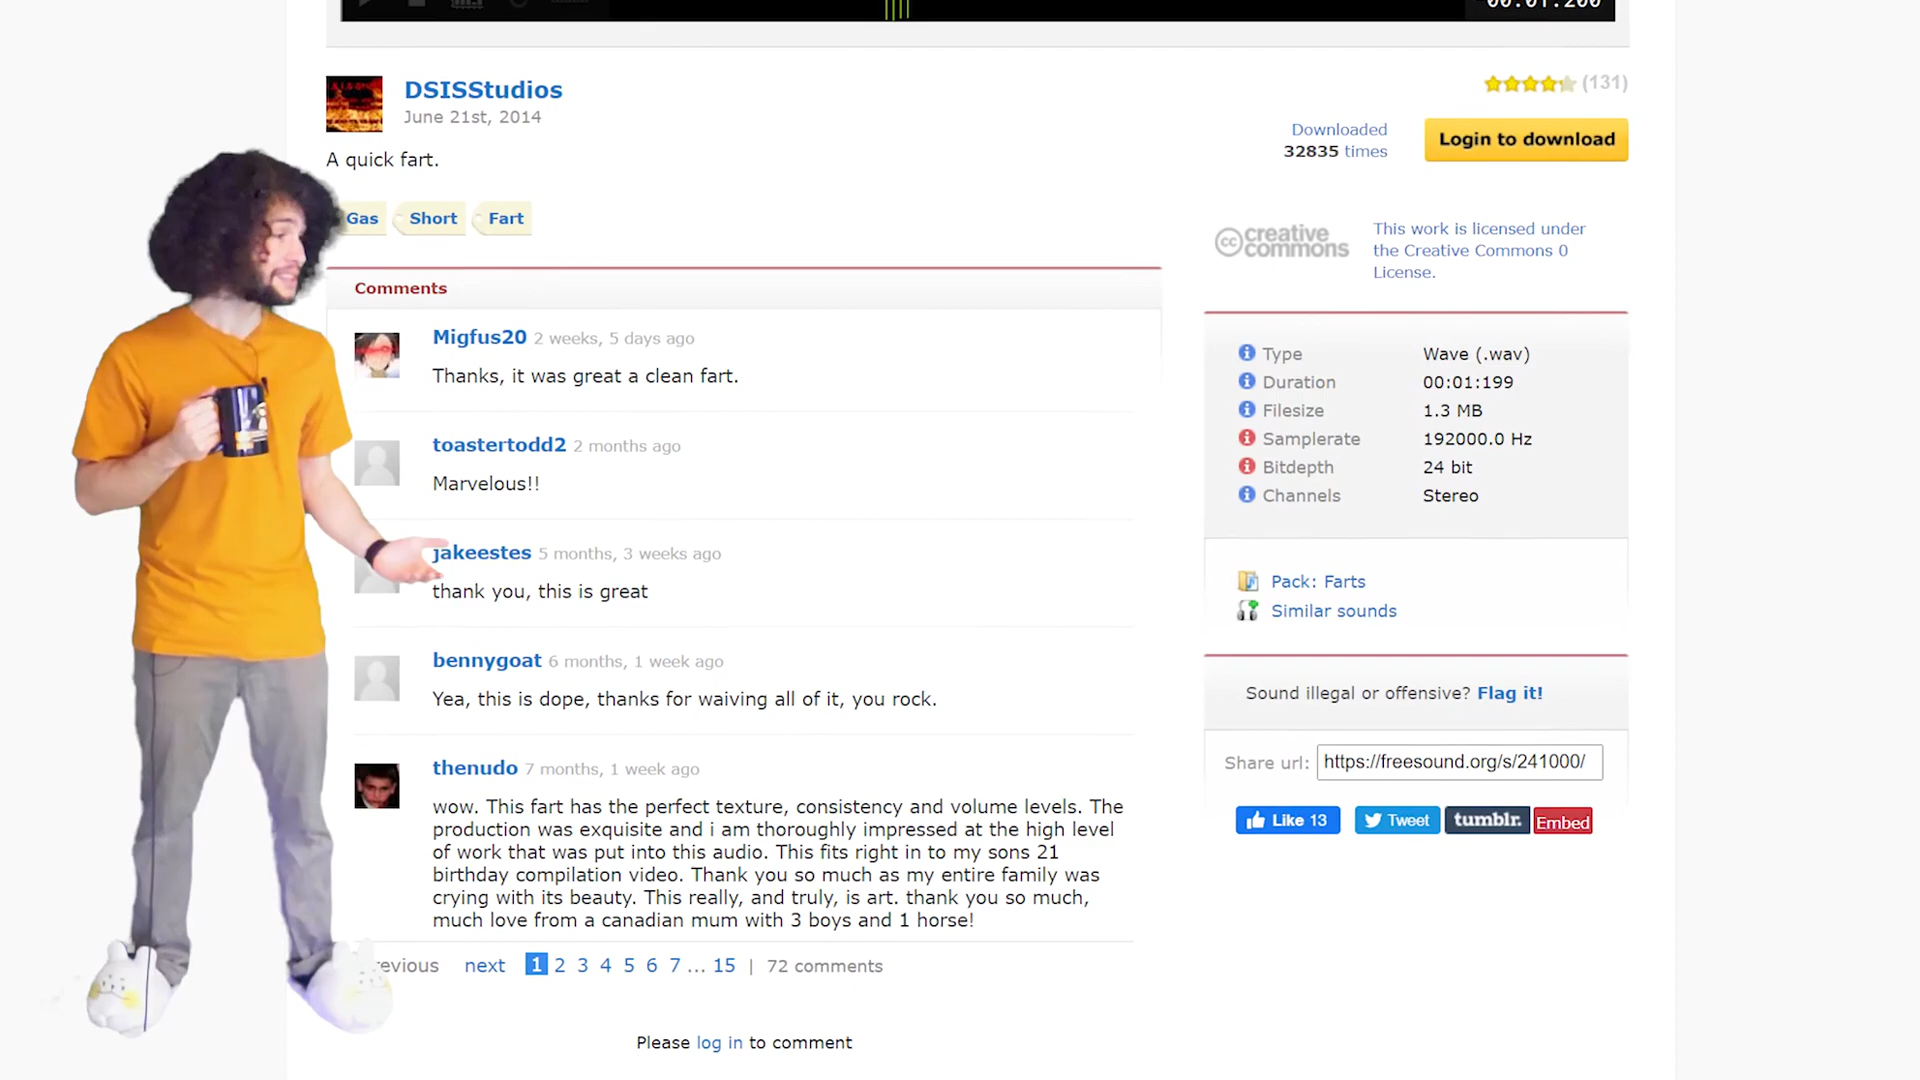 00:01:200
DSISStudios
June 21st, 2014
(131)
Downloaded
32835 times
Login to download
A quick fart.
Gas
Short
Fart
creative
commons
This work is licensed under
the Creative Commons 0
License.
Comments
Migfus20 2 weeks, 5 days ago
Thanks, it was great a clean fart.
toastertodd2 2 months ago
Marvelous!!
jakeestes 5 months, 3 weeks ago
thank you, this is great
bennygoat 6 months, 1 week ago
Yea, this is dope, thanks for waiving all of it, you rock.
thenudo 7 months, 1 week ago
wow. This fart has the perfect texture, consistency and volume levels. The
production was exquisite and i am thoroughly impressed at the high level
of work that was put into this audio. This fits right in to my sons 21
birthday compilation video. Thank you so much as my entire family was
crying with its beauty. This really, and truly, is art. thank you so much,
much love from a canadian mum with 3 boys and 1 horse!
evious next 1 2 3 4 5 6 7 ... 15 | 72 comments
Please log in to comment
Type Wave (.wav)
Duration 00:01:199
Filesize 1.3 MB
Samplerate 192000.0 Hz
Bitdepth 24 bit
Channels Stereo
Pack: Farts
Similar sounds
Sound illegal or offensive? Flag it!
Share url: https://freesound.org/s/241000/
Like 13
Tweet
tumblr.
Embed